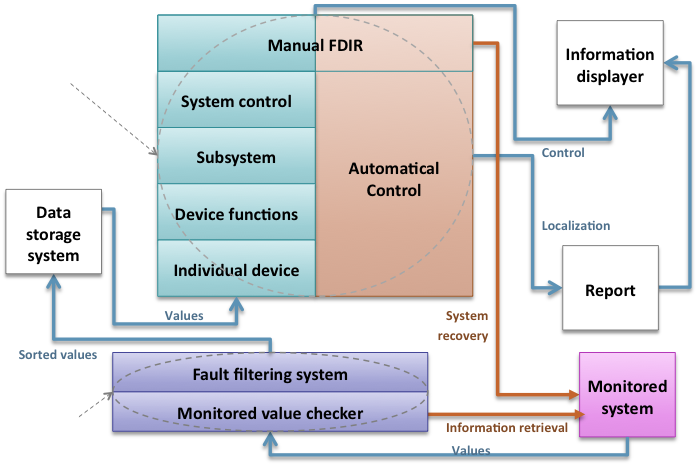 Manual FDIR
Information
displayer
System control
Subsystem
Automatical
Control
Control
Data
storage
system
Device functions
Localization
Individual device
Report
Values
System
recovery
Sorted values
Fault filtering system
Monitored value checker
Monitored
system
Information retrieval
Values